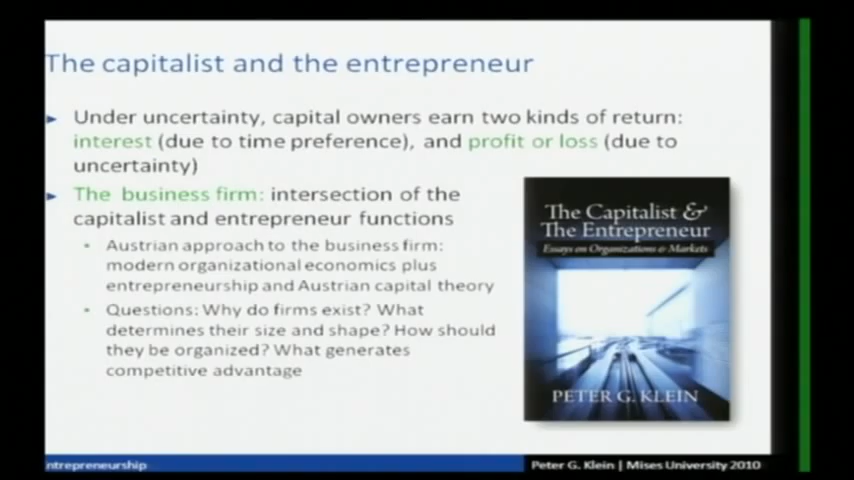 The capitalist and the entrepreneur
Under uncertainty, capital owners earn two kinds of return:
interest (due to time preference), and profit or loss (due to
uncertainty)
The business firm: intersection of the
capitalist and entrepreneur functions
Austrian approach to the business firm:
modern organizational economics plus
entrepreneurship and Austrian capital theory
Questions: Why do firms exist? What
determines their size and shape? How should
they be organized? What generates
competitive advantage
The Capitalist &
The Entrepreneur
Essays on Organizations & Markets
PETER G. KLEIN
ntrepreneurship
Peter G. Klein | Mises University 2010